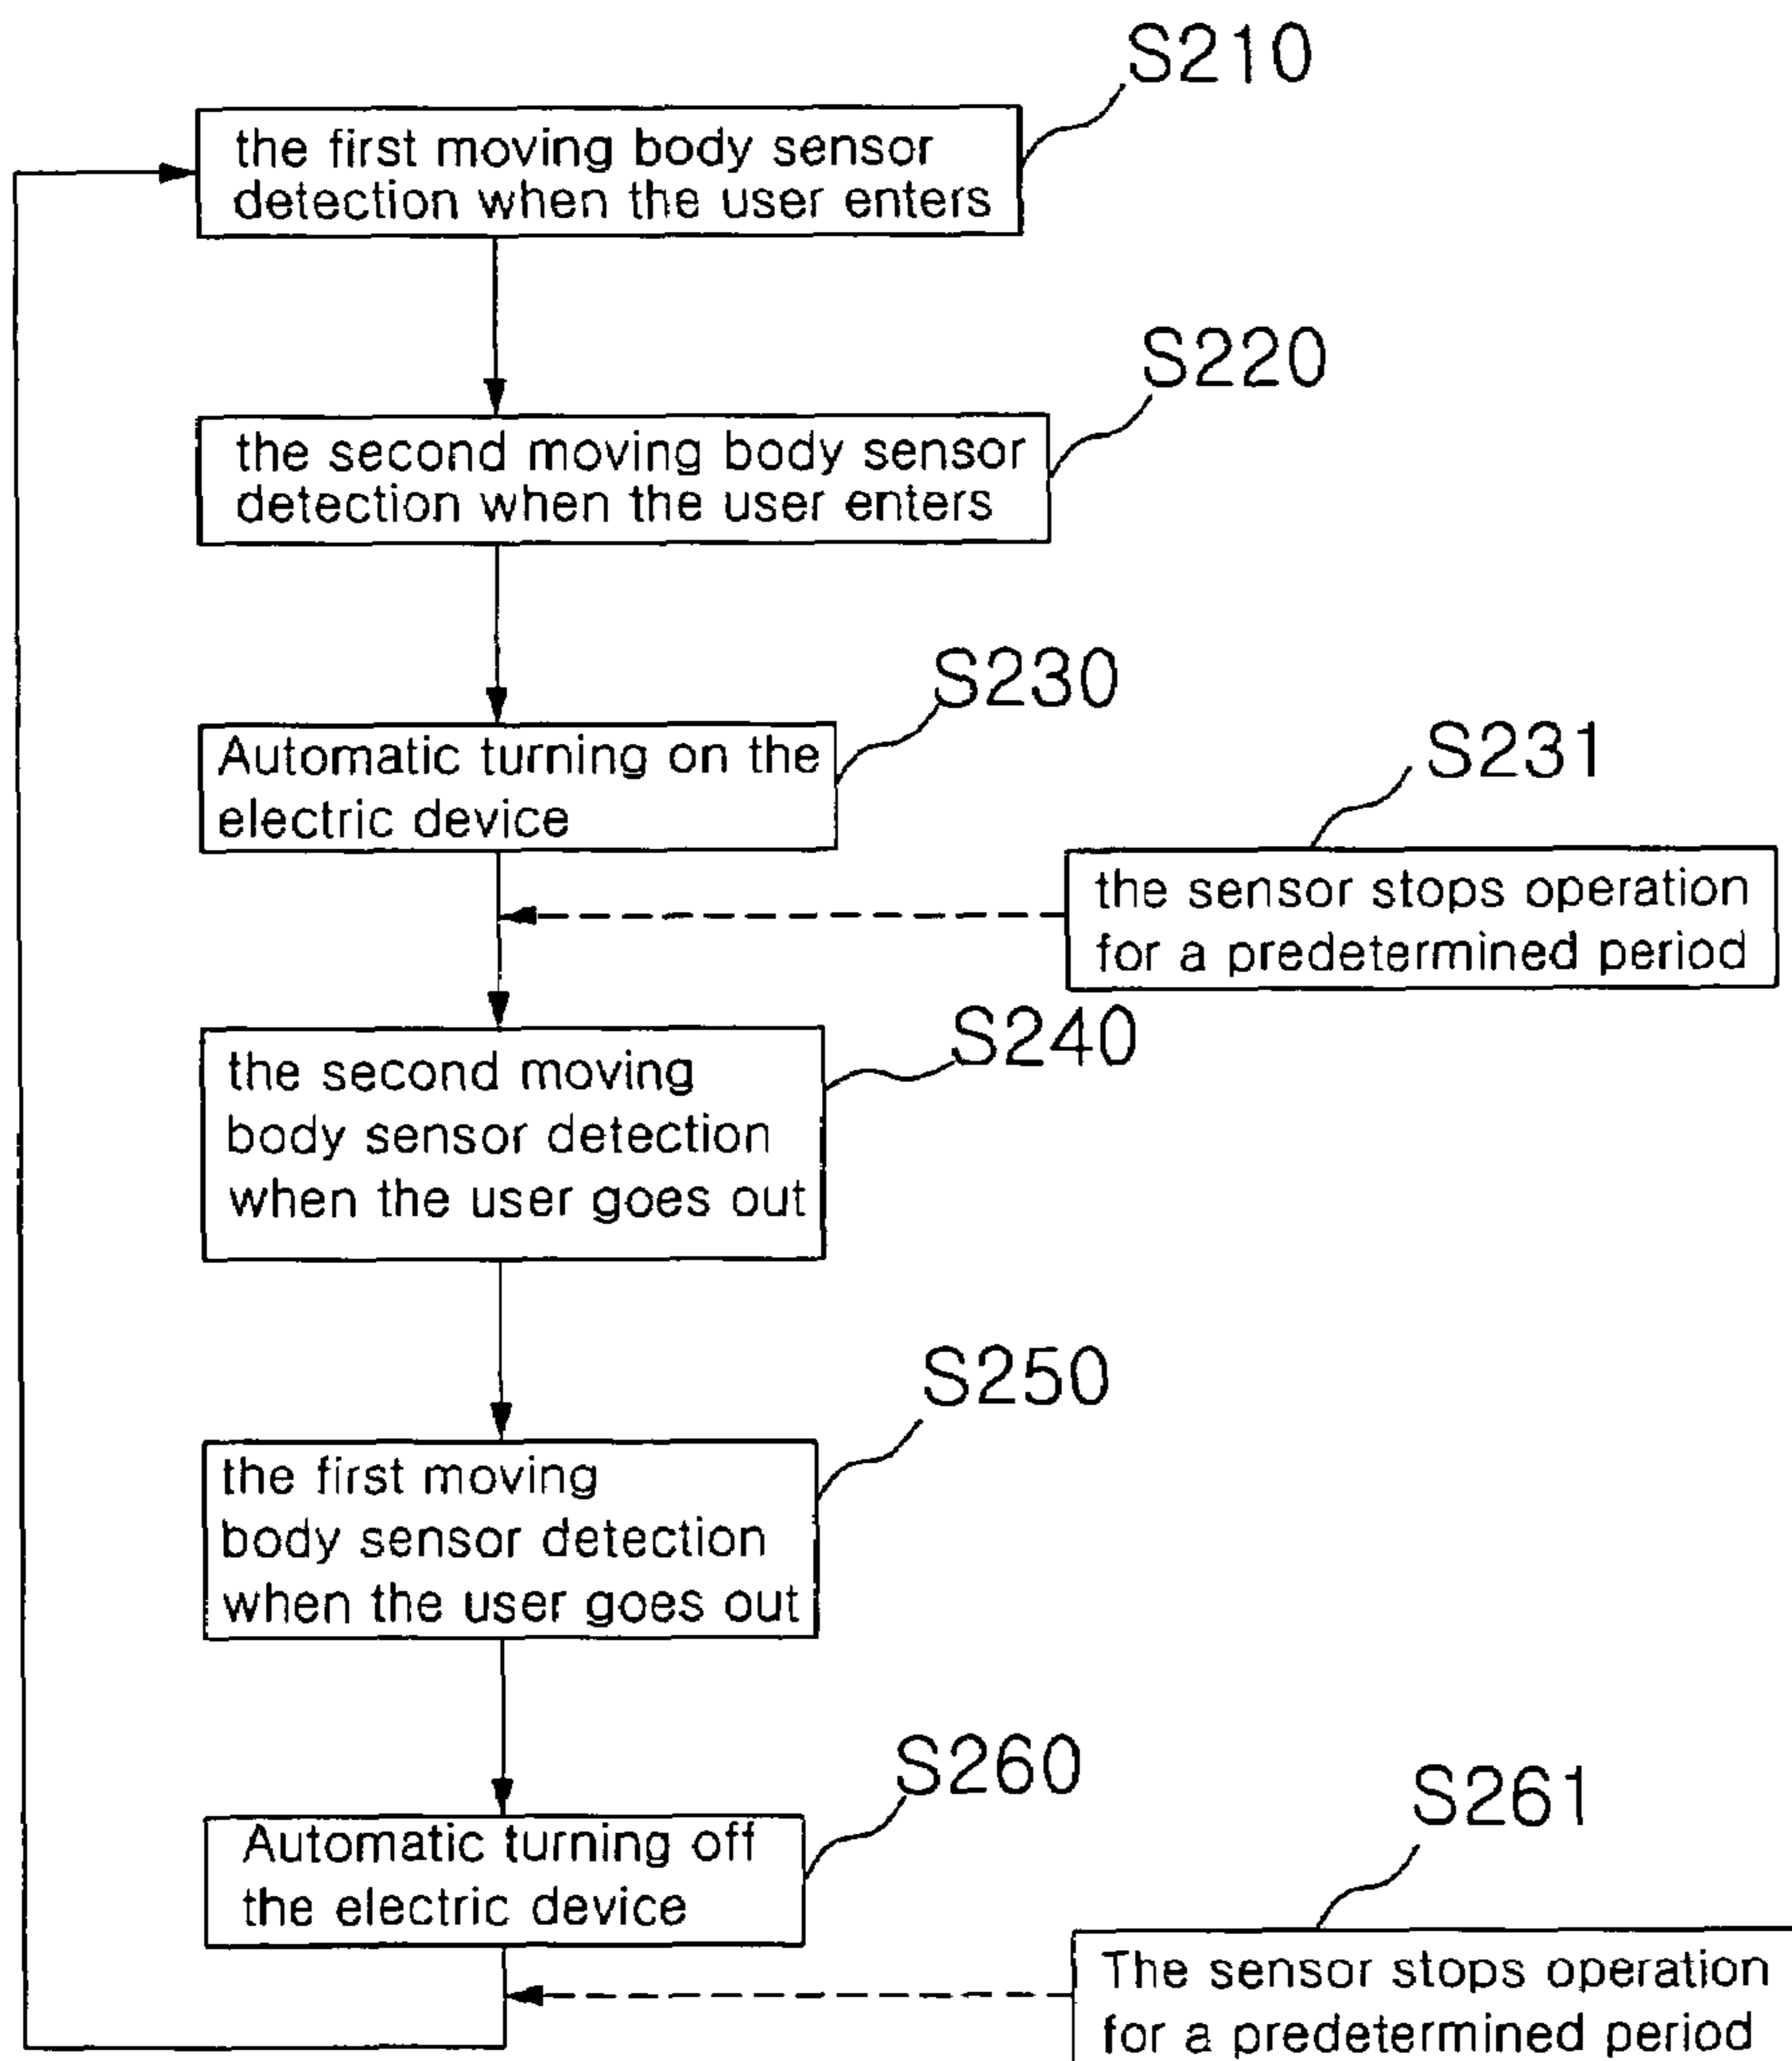 S210
the first moving body sensor
detection when the user enters
S220
the second moving body sensor
detection when the user enters
S230
Automatic turning on the
electric device
S231
the sensor stops operation
for a predetermined period
S240
the second moving
body sensor detection
when the user goes out
S250
the first moving
body sensor detection
when the user goes out
S260
Automatic turning off
the electric device
S261
The sensor stops operation
for a predetermined period